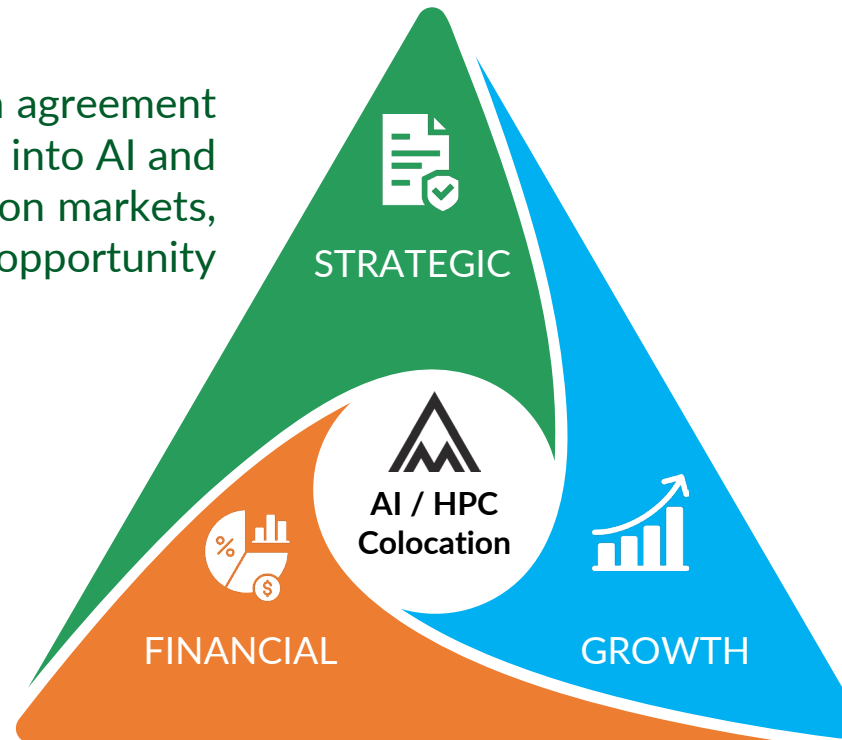 agreement
into AI and
on markets,
opportunity
STRATEGIC
AI / HPC
Colocation
%
$
FINANCIAL
GROWTH